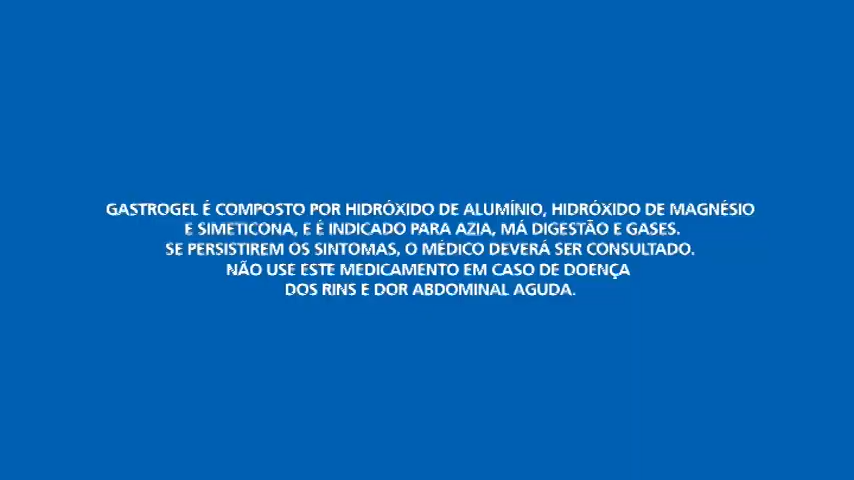 GASTROGEL É COMPOSTO POR HIDRÓXIDO DE ALUMÍNIO, HIDRÓXIDO DE MAGNÉSIO
E SIMETICONA, E É INDICADO PARA AZIA, MÁ DIGESTÃO E GASES.
SE PERSISTIREM OS SINTOMAS, O MÉDICO DEVERÁ SER CONSULTADO.
NÃO USE ESTE MEDICAMENTO EM CASO DE DOENÇA
DOS RINS E DOR ABDOMINAL AGUDA.